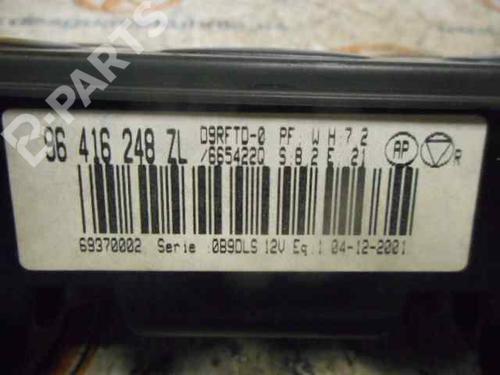 B-PARTS
96 416 248 ZL D9RFTD-0 PF. W H 7 2
/665422Q S 8 2 E. 21
AP R
69370002 Serie :0B9DLS 12V Eq.1 04-12-2001